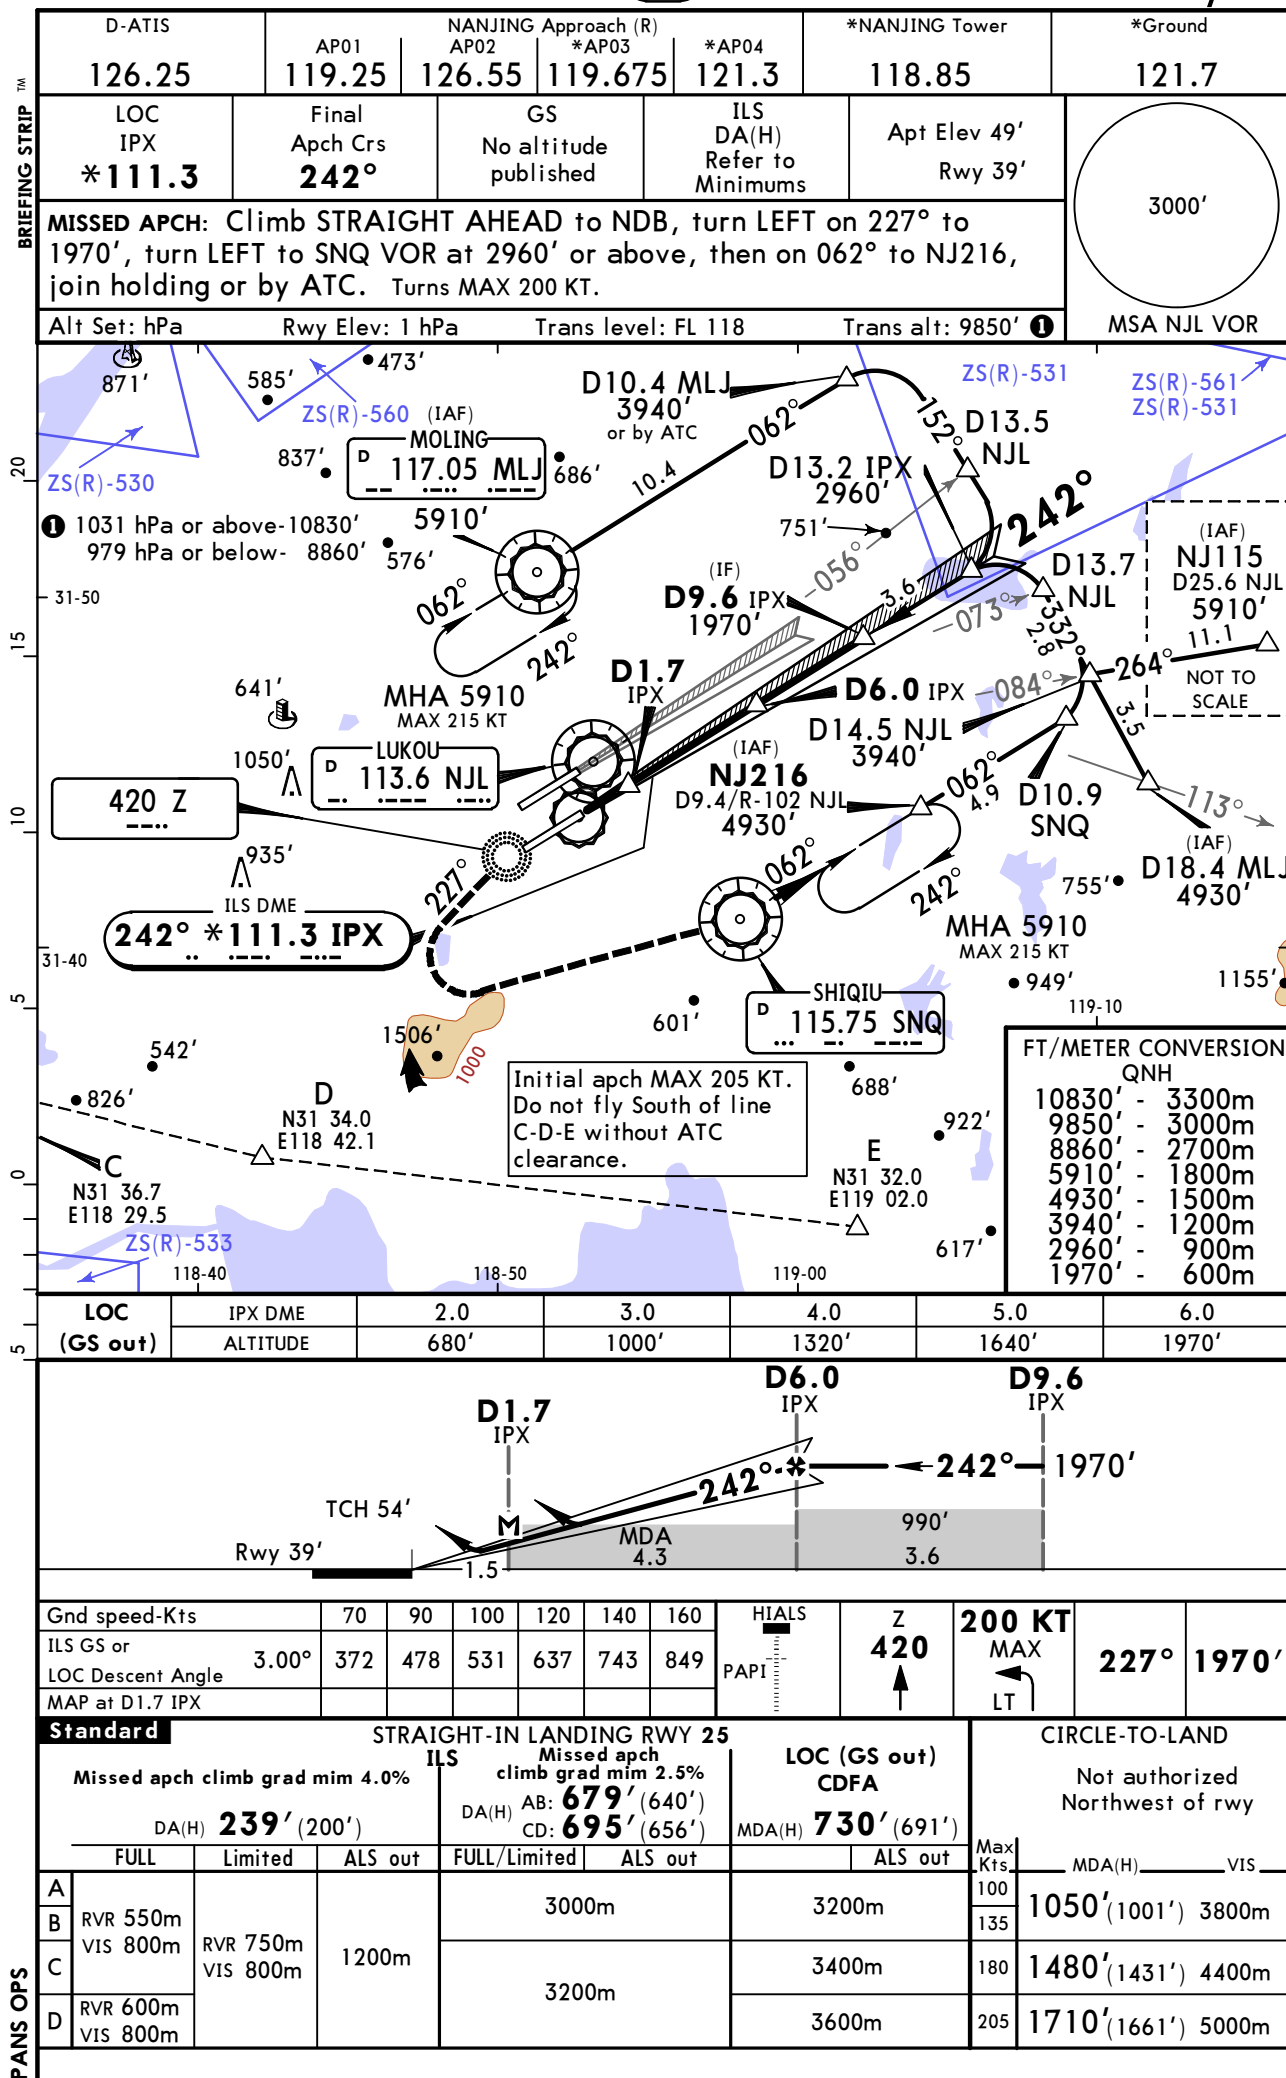 D-ATIS
126.25
NANJING Approach (R)
AP01 AP02 *AP03 *AP04
119.25 126.55 119.675 121.3
*NANJING Tower
118.85
*Ground
121.7
BRIEFING STRIP TM
LOC
IPX
*111.3
Final
Apch Crs
242°
GS
No altitude
published
ILS
DA(H)
Refer to
Minimums
Apt Elev 49'
Rwy 39'
3000'
MSA NJL VOR
MISSED APCH: Climb STRAIGHT AHEAD to NDB, turn LEFT on 227° to
1970', turn LEFT to SNQ VOR at 2960' or above, then on 062° to NJ216,
join holding or by ATC. Turns MAX 200 KT.
Alt Set: hPa Rwy Elev: 1 hPa Trans level: FL 118 Trans alt: 9850' 1
871'
585'
473'
ZS(R)-560
ZS(R)-530
ZS(R)-531
ZS(R)-561
ZS(R)-531
(IAF)
MOLING
D 117.05 MLJ
5910'
837'
686'
1 1031 hPa or above-10830'
979 hPa or below- 8860'
576'
D10.4 MLJ
3940'
or by ATC
062°
10.4
152°
D13.5
NJL
D13.2 IPX
2960'
751'
056°
242°
(IAF)
NJ115
D25.6 NJL
5910'
11.1
NOT TO
SCALE
264°
D13.7
NJL
332°
2.8
073°
084°
3.6
(IF)
D9.6 IPX
1970'
062°
242°
MHA 5910
MAX 215 KT
D1.7
IPX
D6.0 IPX
D14.5 NJL
3940'
3.5
641'
1050'
LUKOU
D 113.6 NJL
420 Z
935'
(IAF)
NJ216
D9.4/R-102 NJL
4930'
062°
4.9
D10.9
SNQ
113°
(IAF)
D18.4 MLJ
4930'
755'
227°
062°
242°
MHA 5910
MAX 215 KT
ILS DME
242° *111.3 IPX
949'
1155'
SHIQIU
D 115.75 SNQ
601'
1506'
1000
542'
826'
688'
922'
617'
Initial apch MAX 205 KT.
Do not fly South of line
C-D-E without ATC
clearance.
D
N31 34.0
E118 42.1
C
N31 36.7
E118 29.5
E
N31 32.0
E119 02.0
ZS(R)-533
20
15
10
5
0
5
31-50
31-40
118-40
118-50
119-00
119-10
FT/METER CONVERSION
QNH
10830' - 3300m
9850' - 3000m
8860' - 2700m
5910' - 1800m
4930' - 1500m
3940' - 1200m
2960' - 900m
1970' - 600m
LOC
(GS out)
IPX DME 2.0 3.0 4.0 5.0 6.0
ALTITUDE 680' 1000' 1320' 1640' 1970'
D1.7
IPX
D6.0
IPX
D9.6
IPX
242°
242°
1970'
TCH 54'
M
Rwy 39'
1.5
MDA
4.3
990'
3.6
Gnd speed-Kts 70 90 100 120 140 160
ILS GS or
LOC Descent Angle 3.00° 372 478 531 637 743 849
MAP at D1.7 IPX
HIALS
PAPI
Z
420
200 KT
MAX
LT
227°
1970'
Standard
STRAIGHT-IN LANDING RWY 25
ILS
Missed apch climb grad mim 4.0%
DA(H) 239' (200')
Missed apch
climb grad mim 2.5%
DA(H) AB: 679' (640')
CD: 695' (656')
LOC (GS out)
CDFA
MDA(H) 730' (691')
CIRCLE-TO-LAND
Not authorized
Northwest of rwy
FULL Limited ALS out FULL/Limited ALS out ALS out
Max
Kts MDA(H) VIS
A
B
C
D
RVR 550m
VIS 800m
RVR 600m
VIS 800m
RVR 750m
VIS 800m
1200m
3000m
3200m
3200m
3400m
3600m
100
135
1050' (1001') 3800m
180 1480' (1431') 4400m
205 1710' (1661') 5000m
PANS OPS